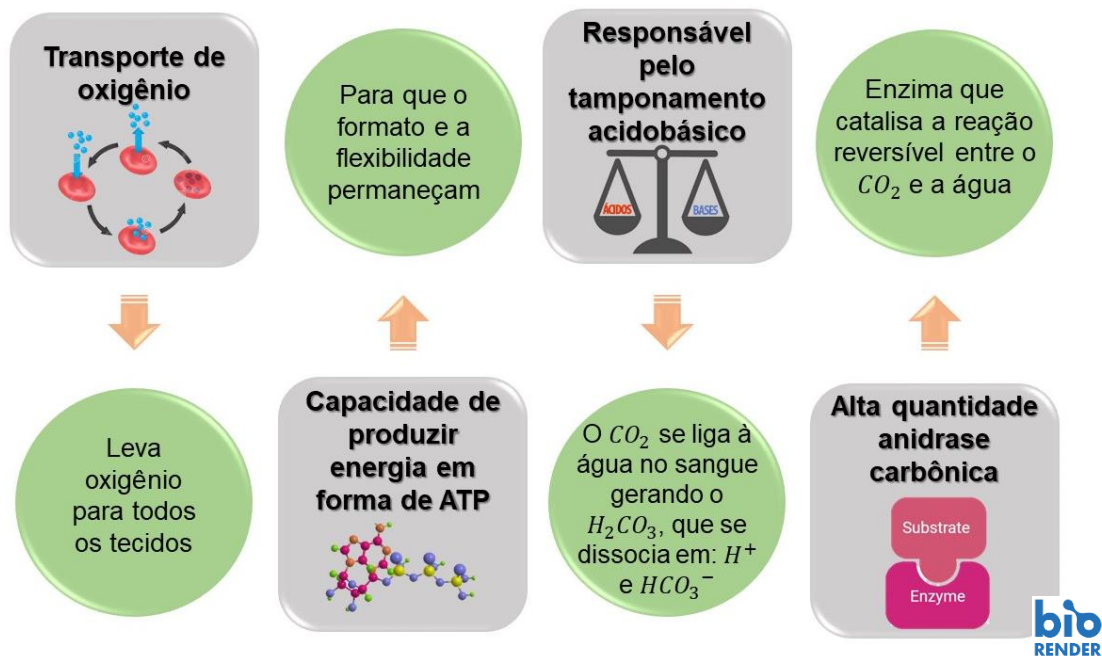 Transporte de
oxigênio
Para que o
formato e a
flexibilidade
permaneçam
Responsável
pelo
tamponamento
acidobásico
ÁCIDOS
BASES
Enzima que
catalisa a reação
reversível entre o
CO₂ e a água
Leva
oxigênio
para todos
os tecidos
Capacidade de
produzir
energia em
forma de ATP
O CO₂ se liga à
água no sangue
gerando o
H₂CO₃, que se
dissocia em: H⁺
e HCO₃⁻
Alta quantidade
anidrase
carbônica
Substrate
Enzyme
bio
RENDER